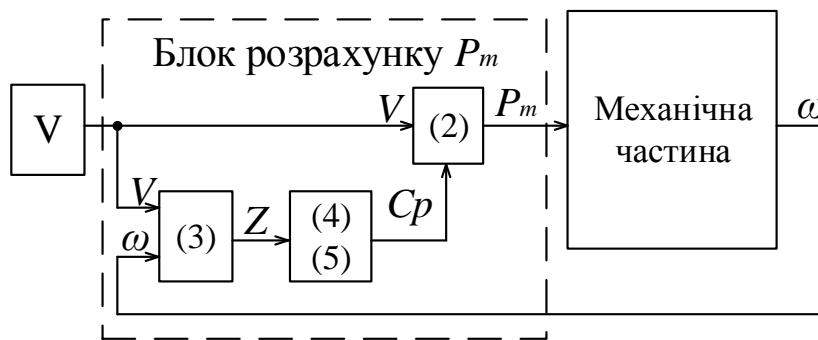 Блок розрахунку Pm
V
V
(2)
Pm
Механічна
частина
ω
V
ω
(3)
Z
(4)
(5)
Cp